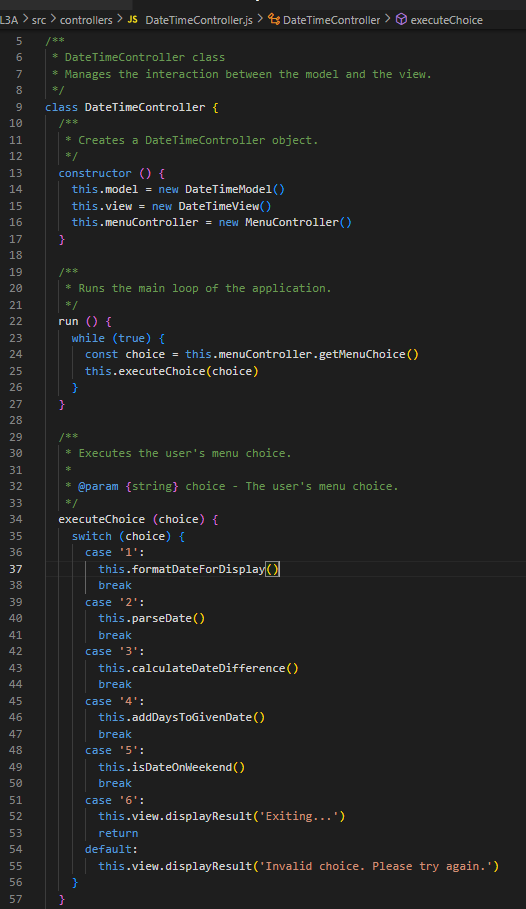 L3A > src > controllers > JS DateTimeController.js > DateTimeController > executeChoice
5 /**
6  * DateTimeController class
7  * Manages the interaction between the model and the view.
8  */
9 class DateTimeController {
10   /**
11    * Creates a DateTimeController object.
12    */
13   constructor () {
14     this.model = new DateTimeModel()
15     this.view = new DateTimeView()
16     this.menuController = new MenuController()
17   }
18
19   /**
20    * Runs the main loop of the application.
21    */
22   run () {
23     while (true) {
24       const choice = this.menuController.getMenuChoice()
25       this.executeChoice(choice)
26     }
27   }
28
29   /**
30    * Executes the user's menu choice.
31    *
32    * @param {string} choice - The user's menu choice.
33    */
34   executeChoice (choice) {
35     switch (choice) {
36       case '1':
37         this.formatDateForDisplay()
38         break
39       case '2':
40         this.parseDate()
41         break
42       case '3':
43         this.calculateDateDifference()
44         break
45       case '4':
46         this.addDaysToGivenDate()
47         break
48       case '5':
49         this.isDateOnWeekend()
50         break
51       case '6':
52         this.view.displayResult('Exiting...')
53         return
54       default:
55         this.view.displayResult('Invalid choice. Please try again.')
56     }
57   }